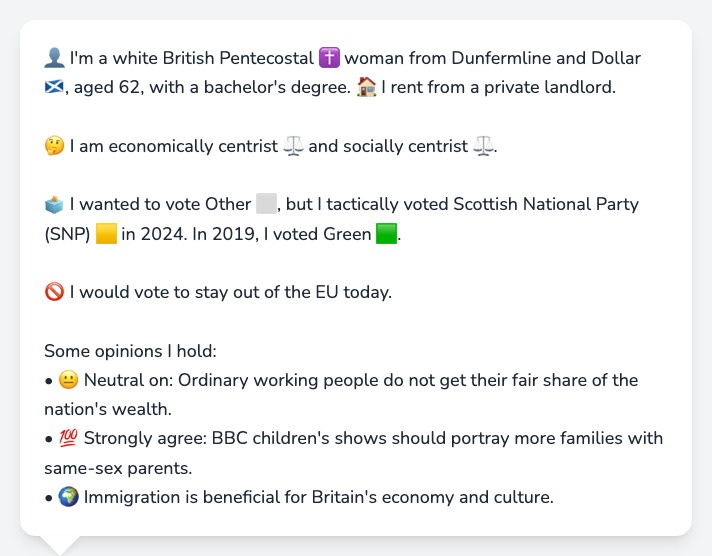 👤 I'm a white British Pentecostal ✝️ woman from Dunfermline and Dollar
🏴󠁧󠁢󠁳󠁣󠁴󠁿, aged 62, with a bachelor's degree. 🏠 I rent from a private landlord.
🤔 I am economically centrist ⚖️ and socially centrist ⚖️.
🗳️ I wanted to vote Other ⬜, but I tactically voted Scottish National Party
(SNP) 🟨 in 2024. In 2019, I voted Green 🟩.
🚫 I would vote to stay out of the EU today.
Some opinions I hold:
• 😐 Neutral on: Ordinary working people do not get their fair share of the
nation's wealth.
• 💯 Strongly agree: BBC children's shows should portray more families with
same-sex parents.
• 🌍 Immigration is beneficial for Britain's economy and culture.